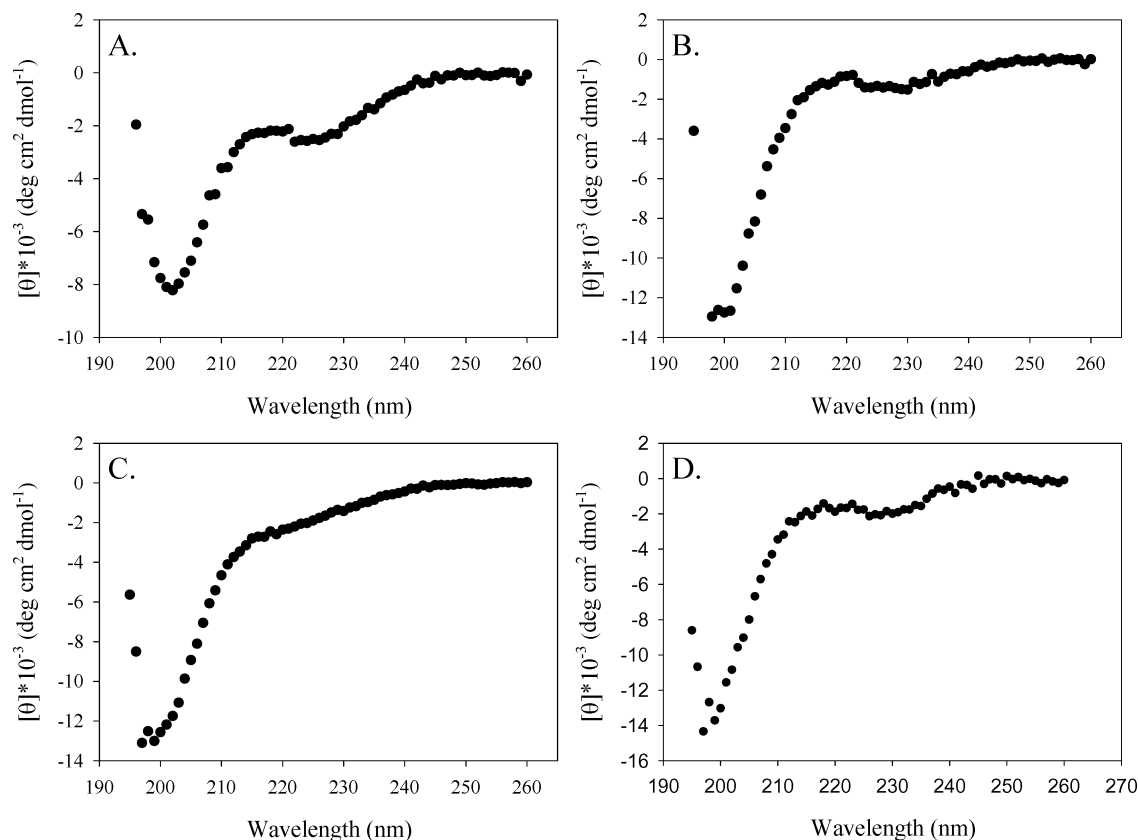 A.
2
0
-2
-4
-6
-8
-10
190 200 210 220 230 240 250 260
Wavelength (nm)
[θ]*10⁻³ (deg cm² dmol⁻¹)
B.
2
0
-2
-4
-6
-8
-10
-12
-14
190 200 210 220 230 240 250 260
Wavelength (nm)
[θ]*10⁻³ (deg cm² dmol⁻¹)
C.
2
0
-2
-4
-6
-8
-10
-12
-14
190 200 210 220 230 240 250 260
Wavelength (nm)
[θ]*10⁻³ (deg cm² dmol⁻¹)
D.
2
0
-2
-4
-6
-8
-10
-12
-14
-16
190 200 210 220 230 240 250 260 270
Wavelength (nm)
[θ]*10⁻³ (deg cm² dmol⁻¹)